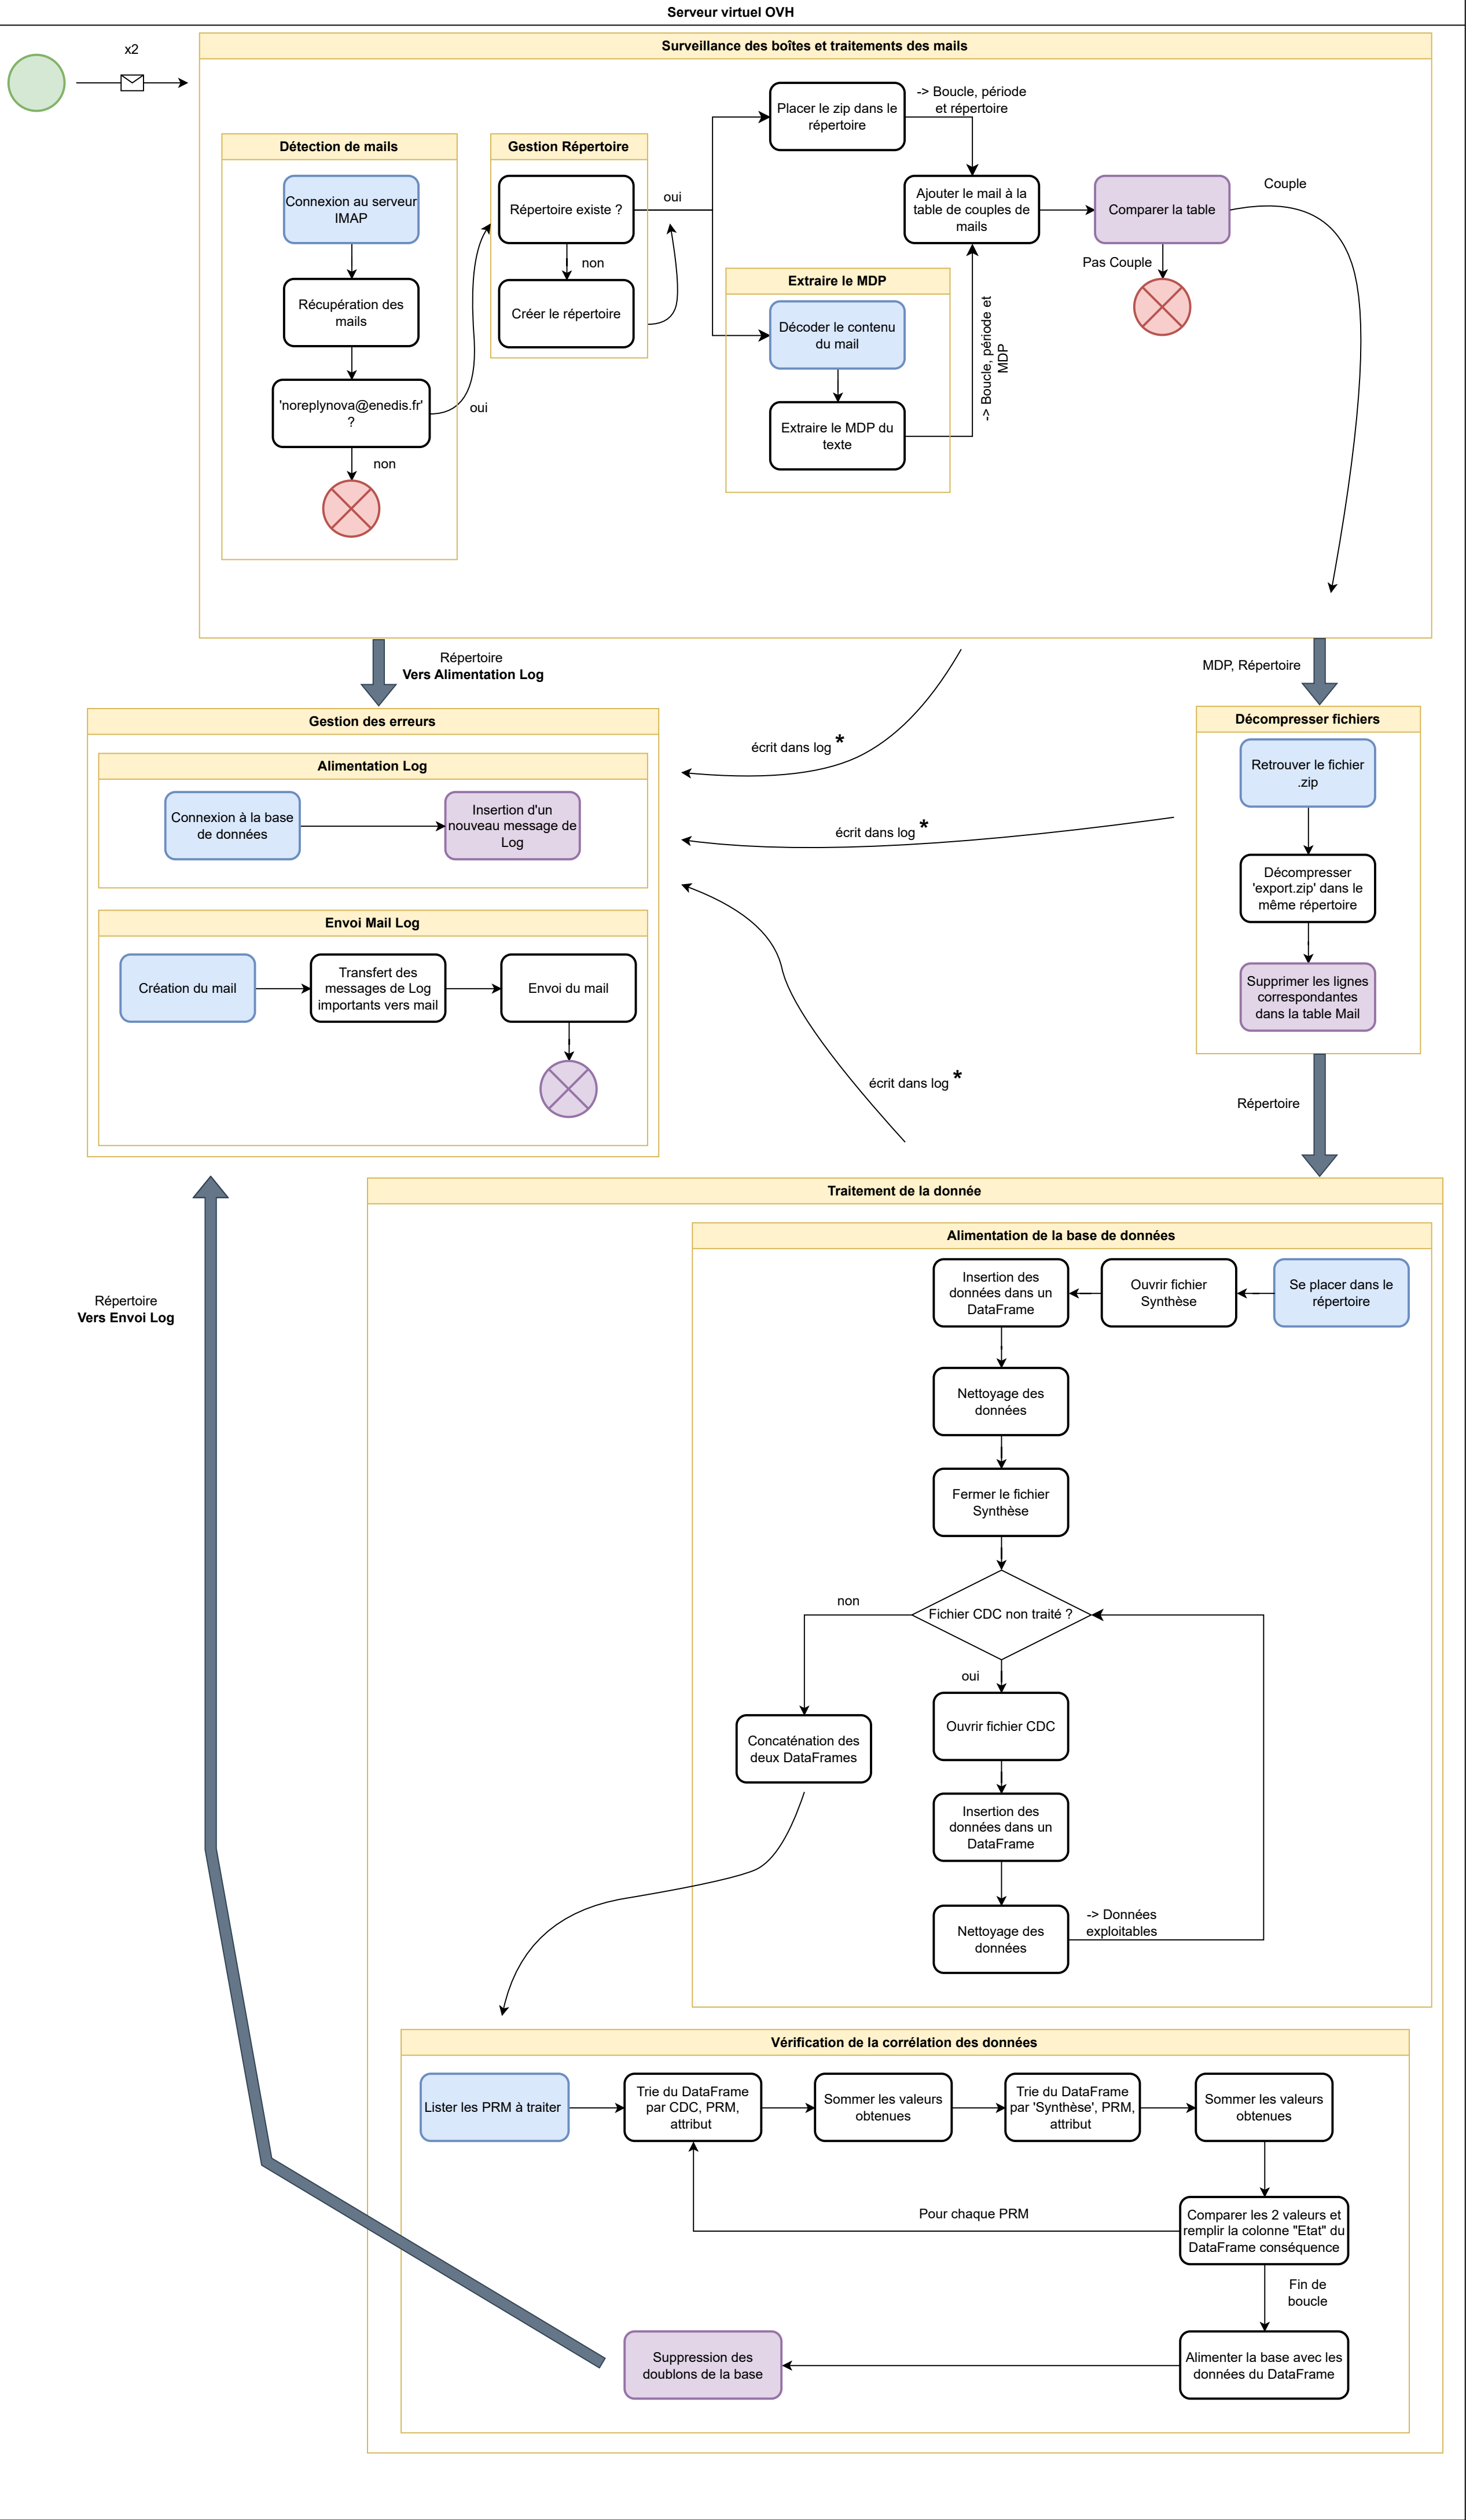 Serveur virtuel OVH
x2
Surveillance des boîtes et traitements des mails
Détection de mails
Connexion au serveur
IMAP
Récupération des
mails
'noreplynova@enedis.fr'
?
oui
non
Gestion Répertoire
Répertoire existe ?
oui
non
Créer le répertoire
Placer le zip dans le
répertoire
-> Boucle, période
et répertoire
Extraire le MDP
Décoder le contenu
du mail
Extraire le MDP du
texte
-> Boucle, période et
MDP
Ajouter le mail à la
table de couples de
mails
Comparer la table
Couple
Pas Couple
Répertoire
Vers Alimentation Log
MDP, Répertoire
Gestion des erreurs
Alimentation Log
Connexion à la base
de données
Insertion d'un
nouveau message de
Log
Envoi Mail Log
Création du mail
Transfert des
messages de Log
importants vers mail
Envoi du mail
écrit dans log *
écrit dans log *
écrit dans log *
Décompresser fichiers
Retrouver le fichier
.zip
Décompresser
'export.zip' dans le
même répertoire
Supprimer les lignes
correspondantes
dans la table Mail
Répertoire
Répertoire
Vers Envoi Log
Traitement de la donnée
Alimentation de la base de données
Se placer dans le
répertoire
Ouvrir fichier
Synthèse
Insertion des
données dans un
DataFrame
Nettoyage des
données
Fermer le fichier
Synthèse
Fichier CDC non traité ?
non
oui
Concaténation des
deux DataFrames
Ouvrir fichier CDC
Insertion des
données dans un
DataFrame
Nettoyage des
données
-> Données
exploitables
Vérification de la corrélation des données
Lister les PRM à traiter
Trie du DataFrame
par CDC, PRM,
attribut
Sommer les valeurs
obtenues
Trie du DataFrame
par 'Synthèse', PRM,
attribut
Sommer les valeurs
obtenues
Pour chaque PRM
Comparer les 2 valeurs et
remplir la colonne "Etat" du
DataFrame conséquence
Fin de
boucle
Alimenter la base avec les
données du DataFrame
Suppression des
doublons de la base